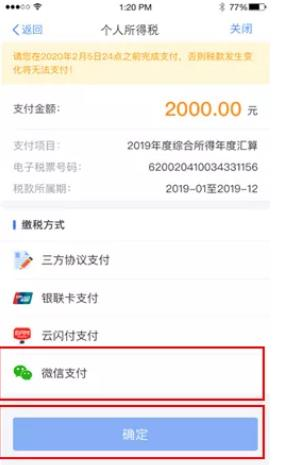 1:20 PM
77%
返回
个人所得税
关闭
请您在2020年2月5日24点之前完成支付，否则税款发生变
化将无法支付！
支付金额：
2000.00 元
支付项目：
2019年度综合所得年度汇算
电子税票号码：
620020410034331156
税款所属期：
2019-01至2019-12
缴税方式
三方协议支付
银联卡支付
云闪付支付
微信支付
确定